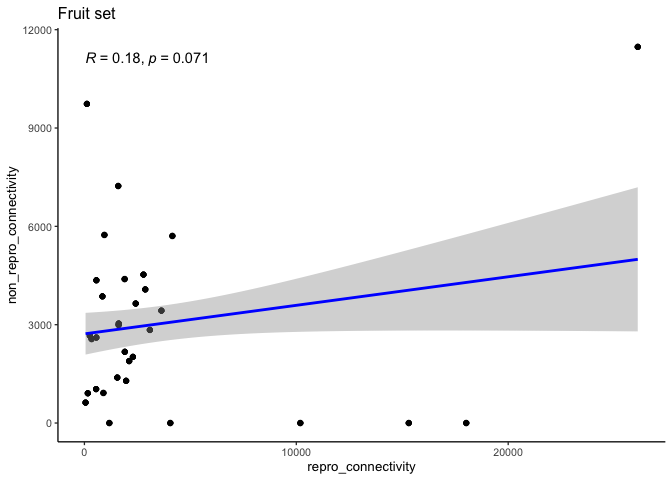 Fruit set
12000
R = 0.18, p = 0.071
9000
6000
3000
0
non_repro_connectivity
0 10000 20000
repro_connectivity